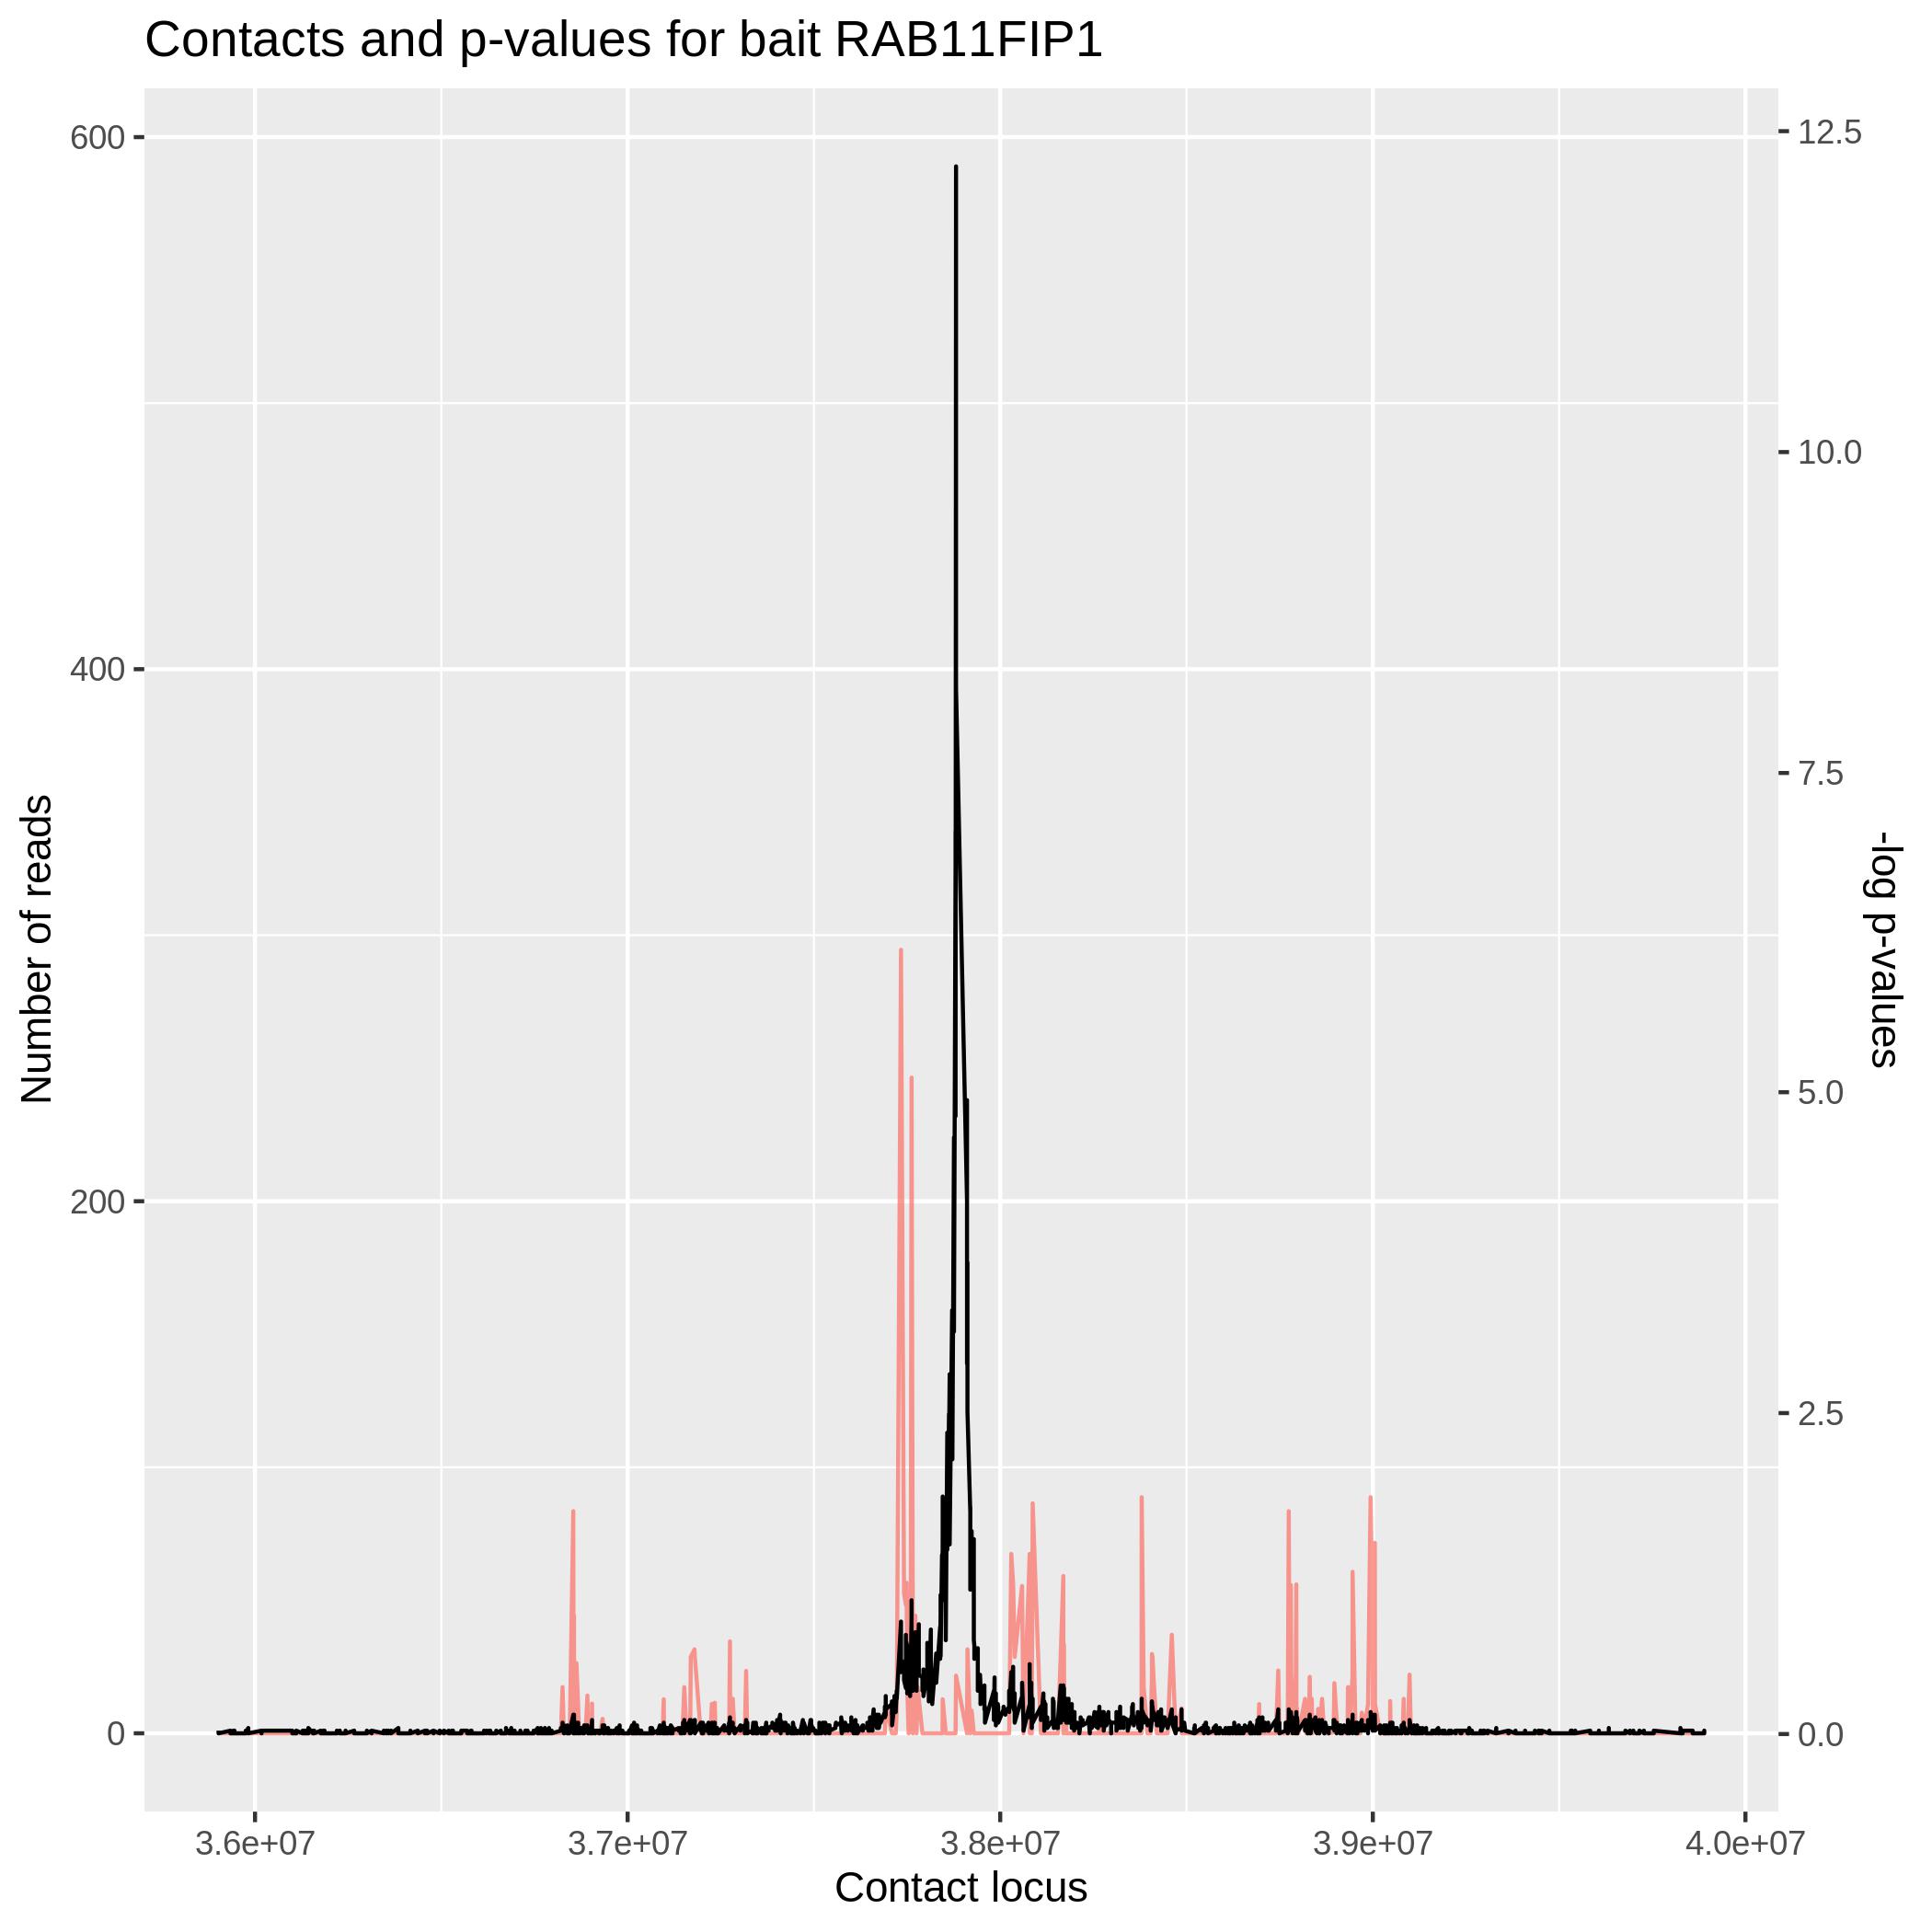 Contacts and p-values for bait RAB11FIP1
Number of reads
600
400
200
0
12.5
10.0
7.5
5.0
2.5
0.0
-log p-values
3.6e+07 3.7e+07 3.8e+07 3.9e+07 4.0e+07
Contact locus